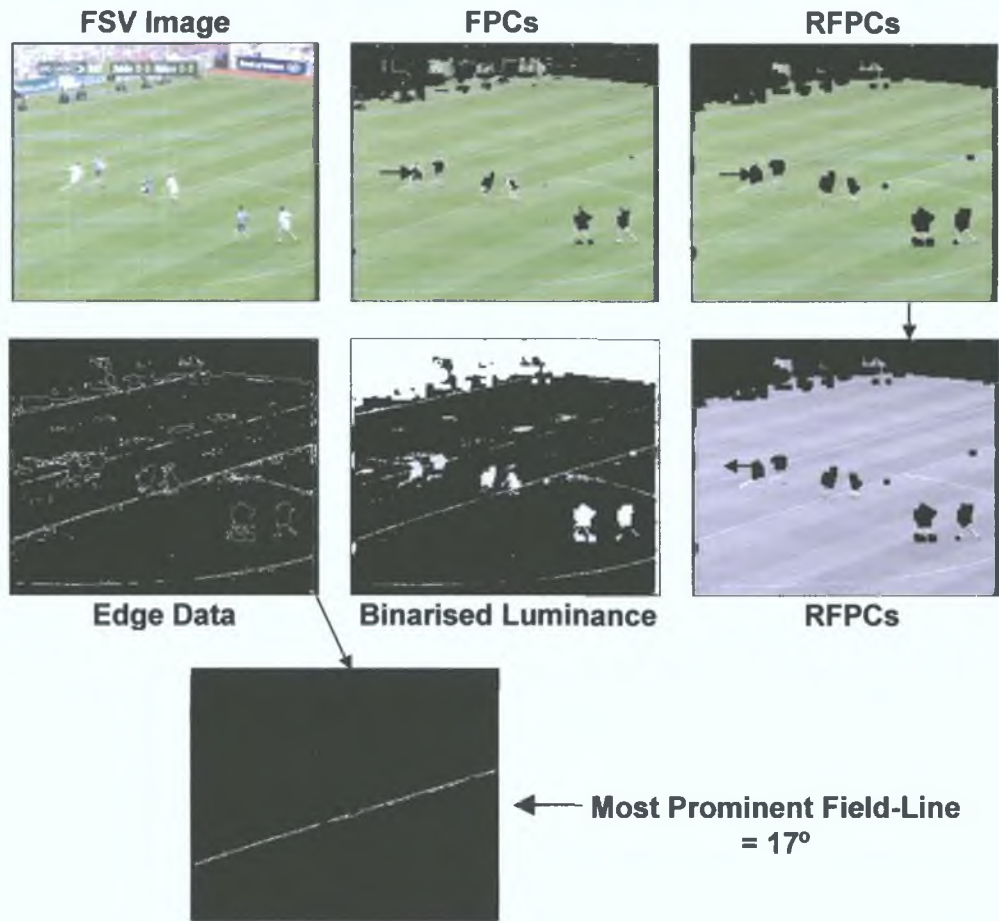 FSV Image
FPCs
RFPCs
Edge Data
Binarised Luminance
RFPCs
Most Prominent Field-Line
= 17º